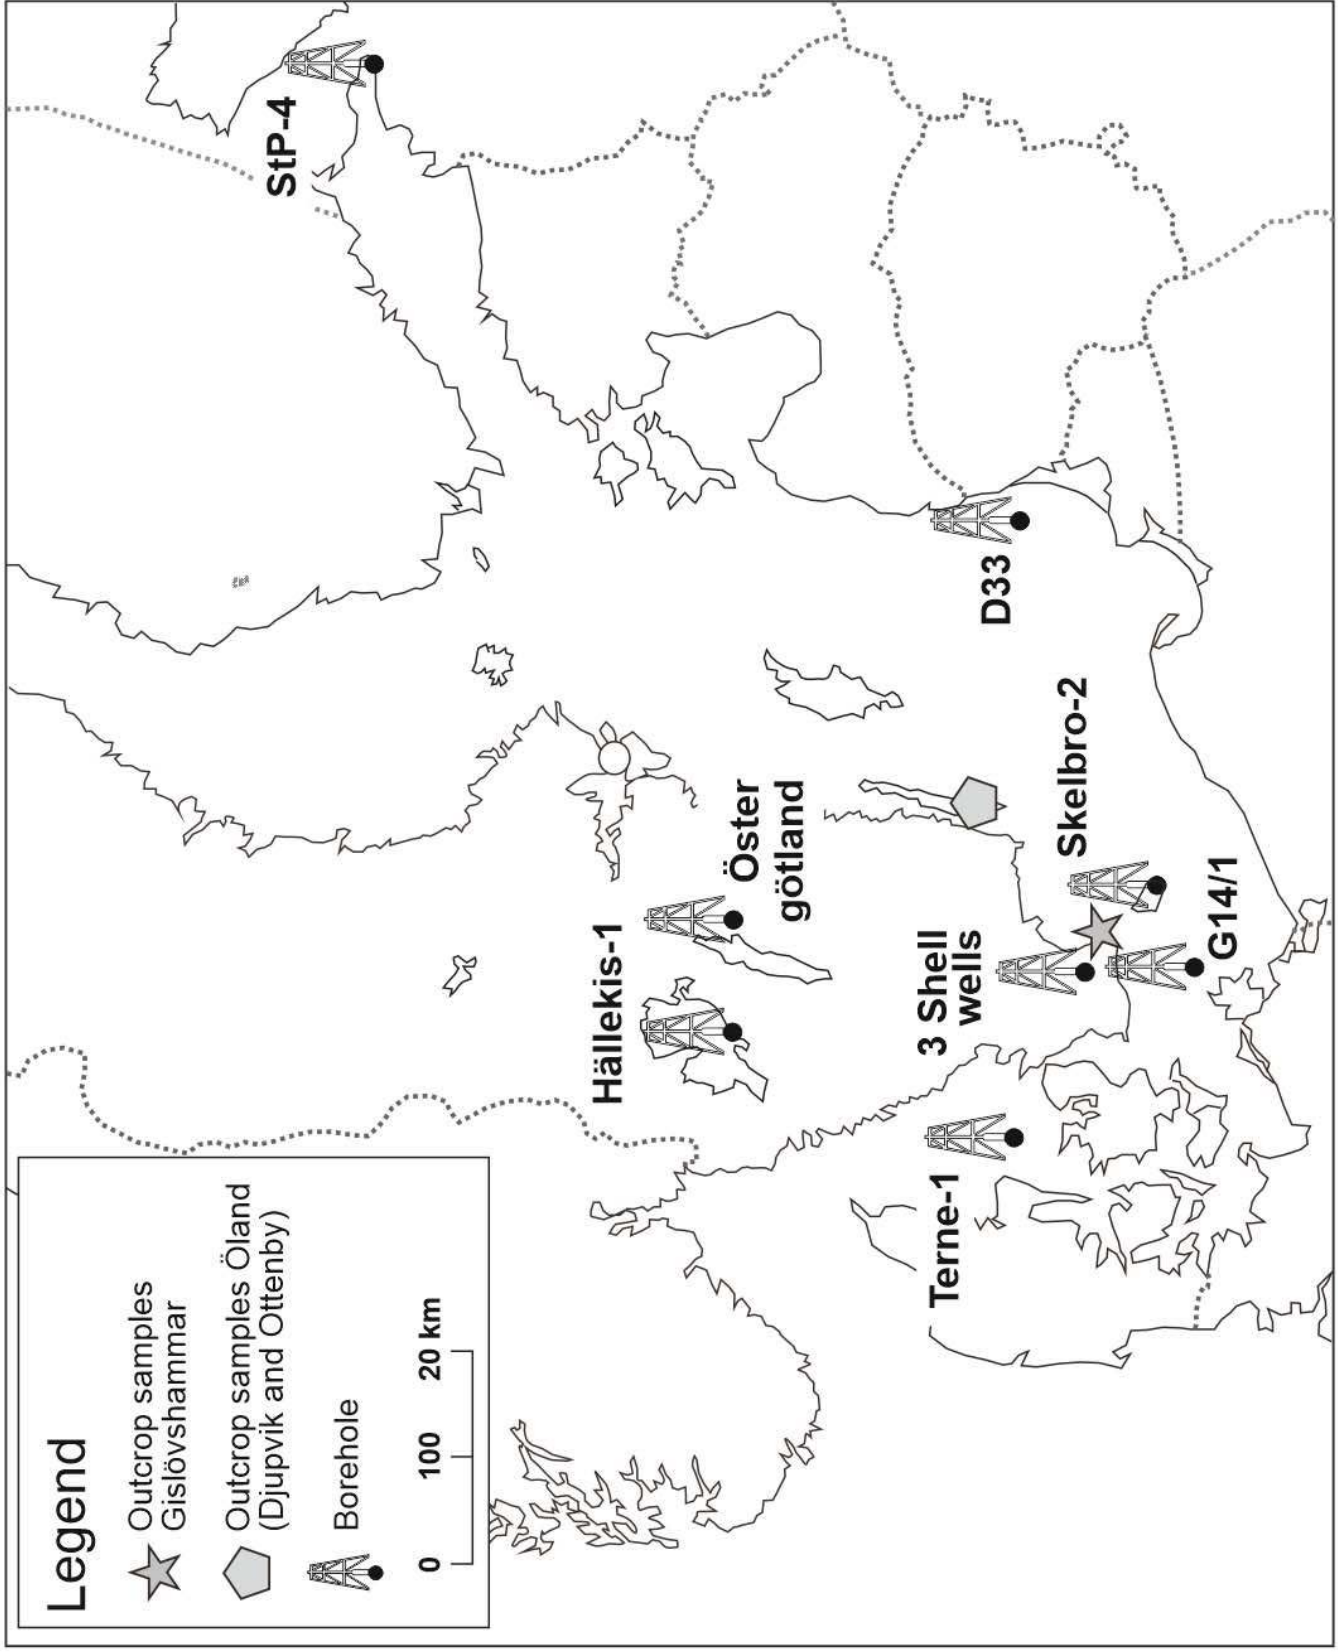 Legend
Outcrop samples
Gislövshammar
Outcrop samples Öland
(Djupvik and Ottenby)
Borehole
0 100 20 km
StP-4
Hällekis-1
Öster
götland
D33
Skelbro-2
3 Shell
wells
G14/1
Terne-1